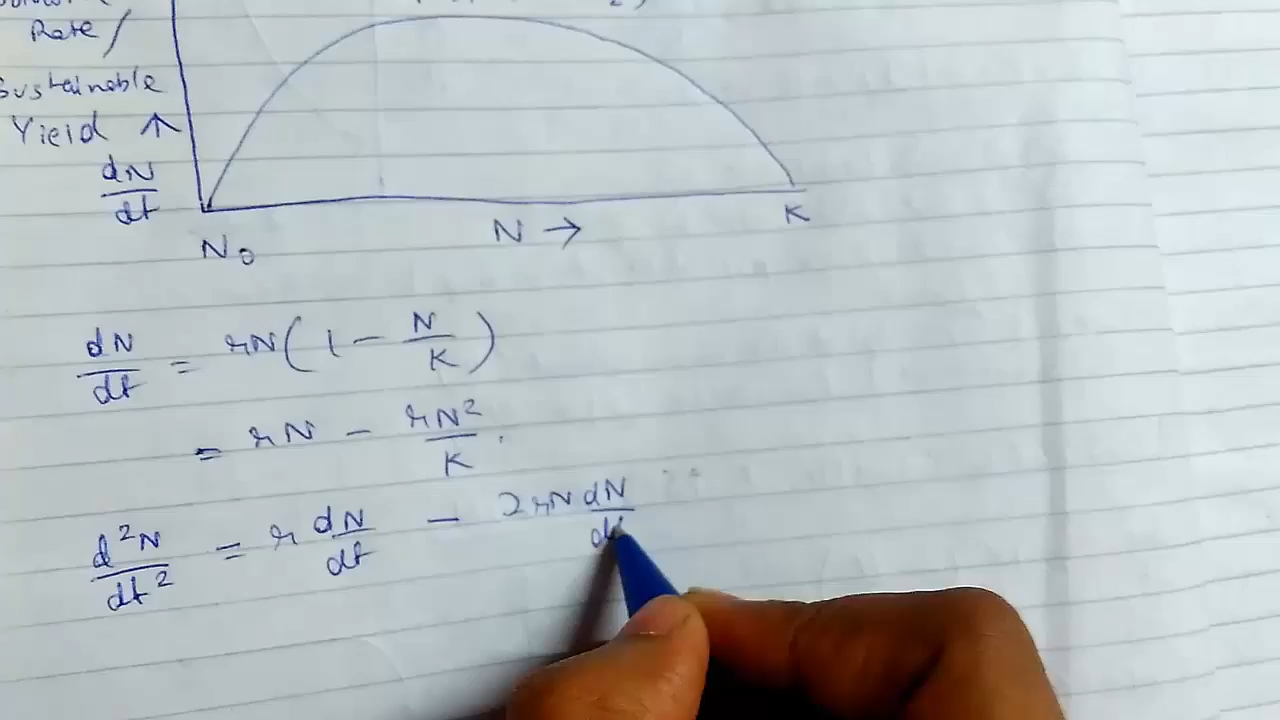 Rate/
Sustainable
Yield ↑
dN/dt
N₀ N → K
dN/dt = rN(1 - N/K)
= rN - rN²/K.
d²N/dt² = r dN/dt - 2rN dN/dt